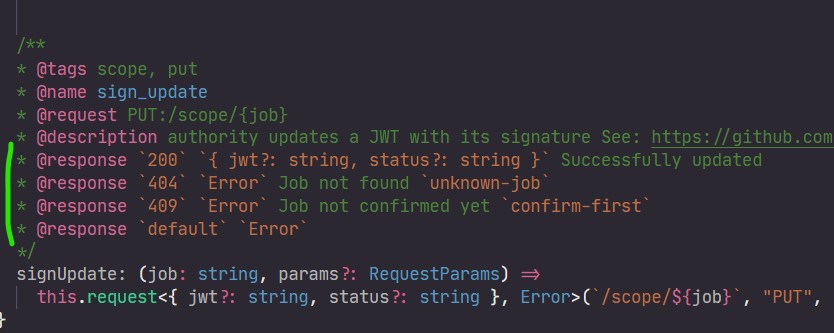 /**
* @tags scope, put
* @name sign_update
* @request PUT:/scope/{job}
* @description authority updates a JWT with its signature See: https://github.com
* @response `200` `{ jwt?: string, status?: string }` Successfully updated
* @response `404` `Error` Job not found `unknown-job`
* @response `409` `Error` Job not confirmed yet `confirm-first`
* @response `default` `Error`
*/
signUpdate: (job: string, params?: RequestParams) =>
this.request<{ jwt?: string, status?: string }, Error>(`/scope/${job}`, "PUT",
}